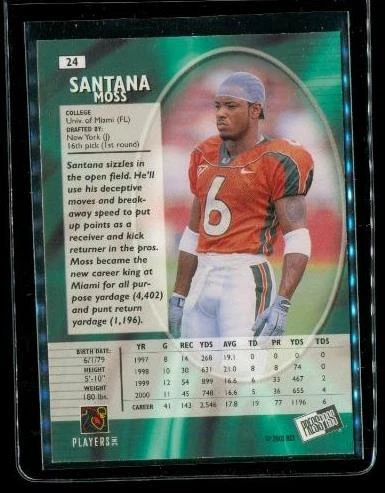 24
SANTANA
MOSS
COLLEGE
Univ. of Miami (FL)
DRAFTED BY:
New York (J)
16th pick (1st round)
Santana sizzles in
the open field. He'll
use his deceptive
moves and break-
away speed to put
up points as a
receiver and kick
returner in the pros.
Moss became the
new career king at
Miami for all pur-
pose yardage (4,402)
and punt return
yardage (1,196).
6
BIRTH DATE:
6/1/79
HEIGHT
5'-10"
WEIGHT
180 lbs.
YR G REC YDS AVG TD PR YDS TDS
1997 8 14 268 19.1 0 0 0 0
1998 10 30 631 21.0 8 8 74 0
1999 12 54 899 16.6 5 33 467 2
2000 11 45 748 16.6 5 36 655 4
CAREER 41 143 2,546 17.8 19 77 1196 6
PLAYERS INC
PRESS PASS